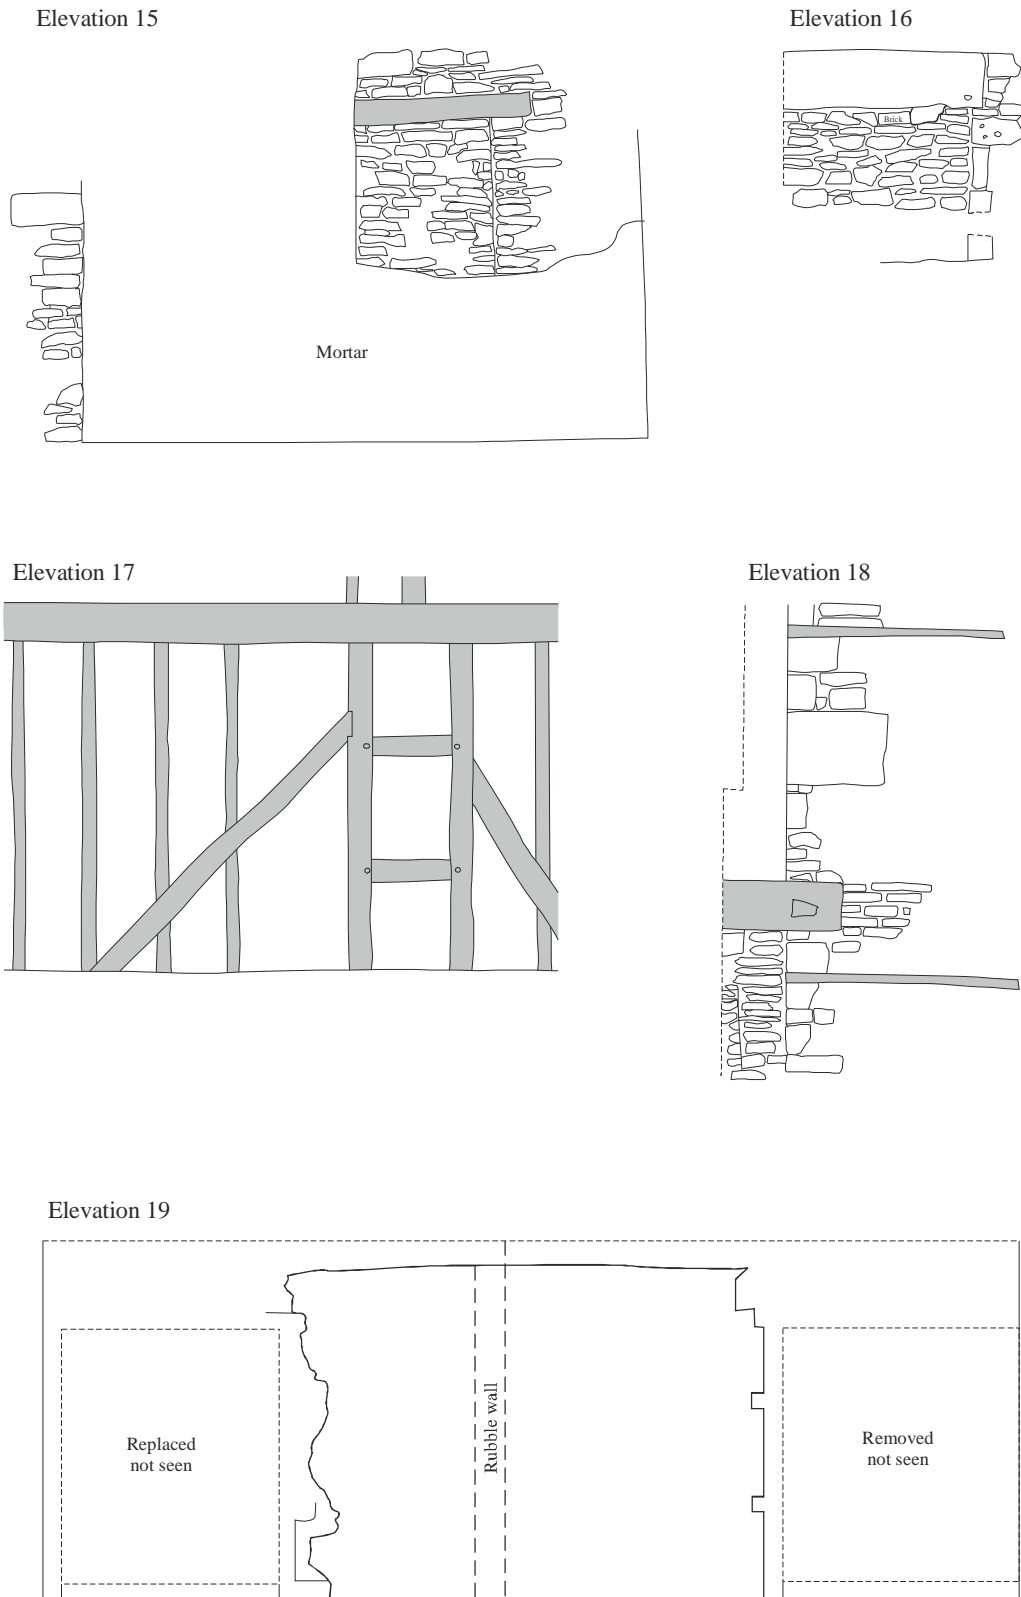 Elevation 15
Elevation 16
Brick
Mortar
Elevation 17
Elevation 18
Elevation 19
Rubble wall
Replaced
not seen
Removed
not seen